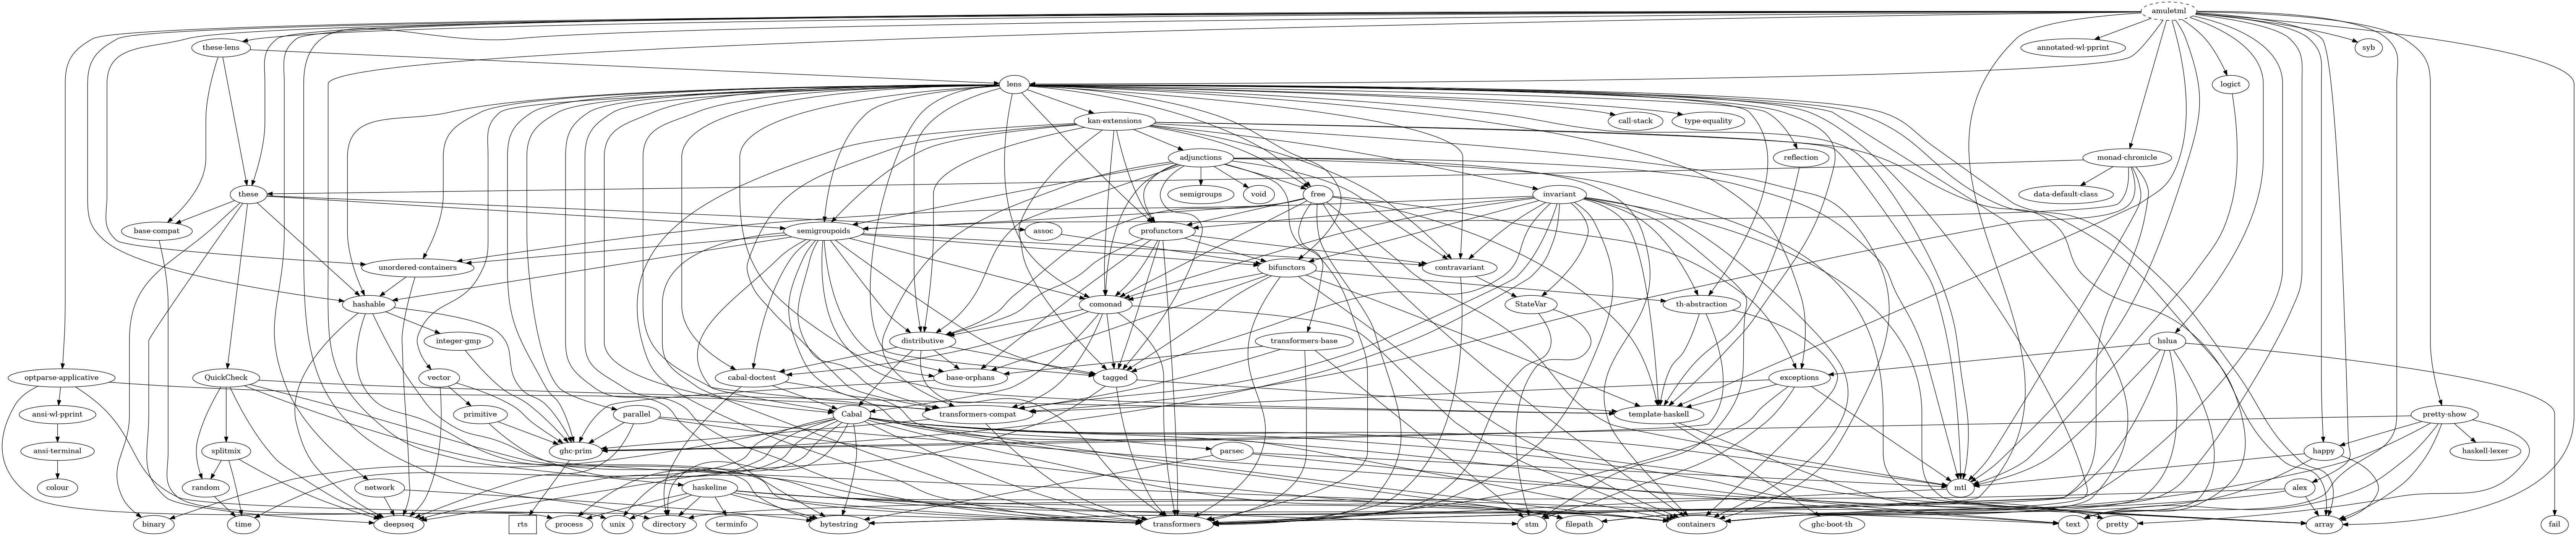 amuletml
these-lens
annotated-wl-pprint
syb
lens
logict
kan-extensions
call-stack
type-equality
adjunctions
reflection
monad-chronicle
these
semigroups
void
free
invariant
data-default-class
base-compat
semigroupoids
assoc
profunctors
unordered-containers
bifunctors
contravariant
hashable
comonad
StateVar
th-abstraction
integer-gmp
distributive
transformers-base
hslua
optparse-applicative
QuickCheck
vector
cabal-doctest
base-orphans
tagged
exceptions
ansi-wl-pprint
primitive
parallel
Cabal
transformers-compat
template-haskell
pretty-show
ansi-terminal
splitmix
ghc-prim
parsec
happy
haskell-lexer
colour
random
network
haskeline
mtl
alex
binary
time
deepseq
rts
process
unix
directory
terminfo
bytestring
transformers
stm
filepath
containers
ghc-boot-th
text
pretty
array
fail